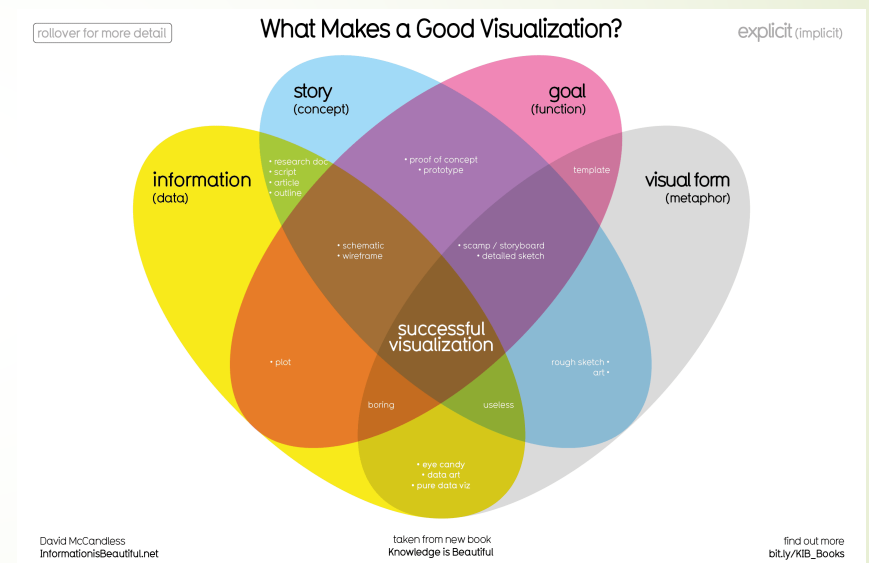 rollover for more detail
What Makes a Good Visualization?
explicit (implicit)
story
(concept)
goal
(function)
information
(data)
visual form
(metaphor)
• research doc
• script
• article
• outline
• proof of concept
• prototype
template
• schematic
• wireframe
• scamp / storyboard
• detailed sketch
successful
visualization
• plot
rough sketch •
art •
boring
useless
• eye candy
• data art
• pure data viz
David McCandless
InformationisBeautiful.net
taken from new book
Knowledge is Beautiful
find out more
bit.ly/KIB_Books